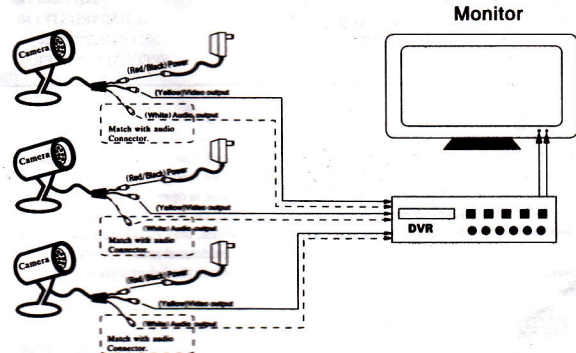 Monitor
Camera
(Red/Black) Power
(Yellow)Video output
(White) Audio output
Match with audio
Connector.
Camera
(Red/Black) Power
(Yellow)Video output
(White) Audio output
Match with audio
Connector.
DVR
Camera
(Red/Black) Power
(Yellow)Video output
(White) Audio output
Match with audio
Connector.